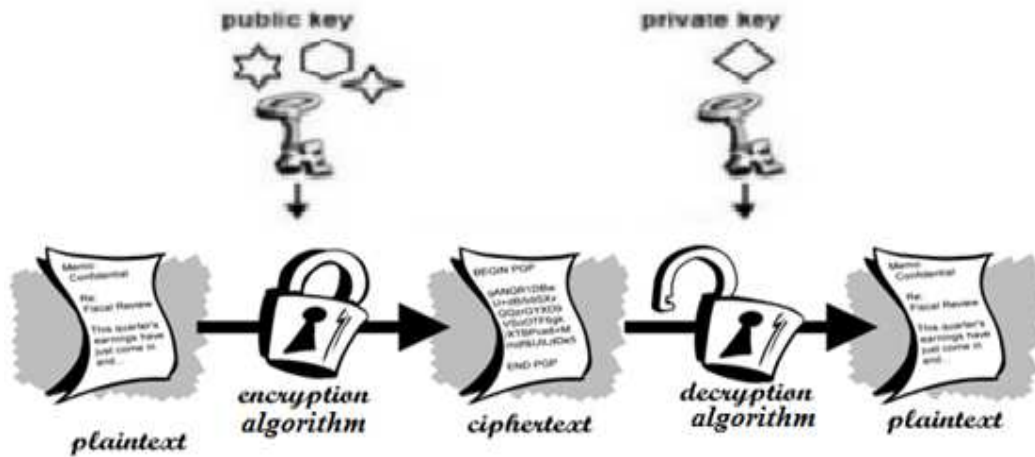 public key
private key
Memo
Confidential
Re:
Fiscal Review
This quarter's
earnings have
just come in
and...
BEGIN PGP
END PGP
Memo
Confidential
Re:
Fiscal Review
This quarter's
earnings have
just come in
and...
plaintext
encryption
algorithm
ciphertext
decryption
algorithm
plaintext